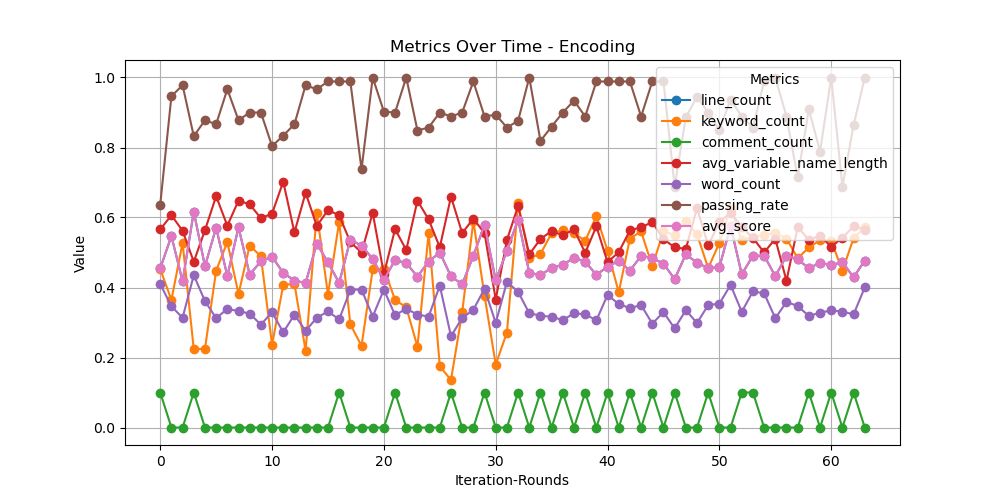 Metrics Over Time - Encoding
Metrics
line_count
keyword_count
comment_count
avg_variable_name_length
word_count
passing_rate
avg_score
Value
1.0
0.8
0.6
0.4
0.2
0.0
0 10 20 30 40 50 60
Iteration-Rounds